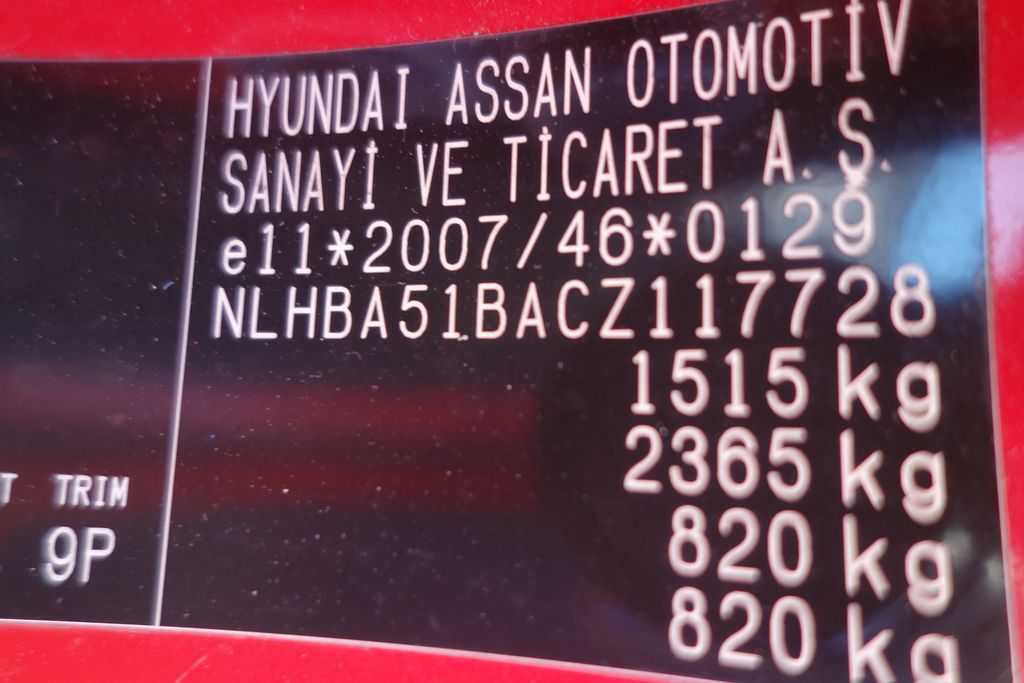 HYUNDAI ASSAN OTOMOTİV
SANAYİ VE TİCARET A.Ş.
e11*2007/46*0129
NLHBA51BACZ117728
1515 kg
2365 kg
820 kg
820 kg
T TRIM
9P